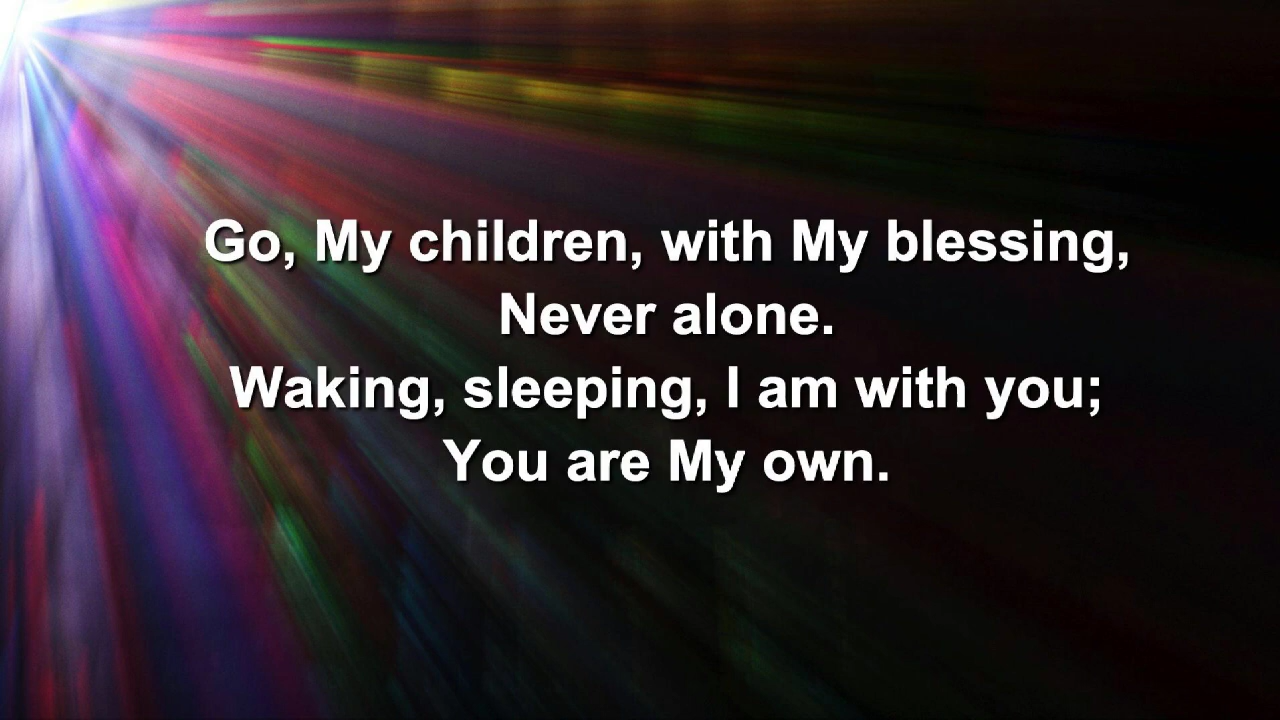 Go, My children, with My blessing,
Never alone.
Waking, sleeping, I am with you;
You are My own.